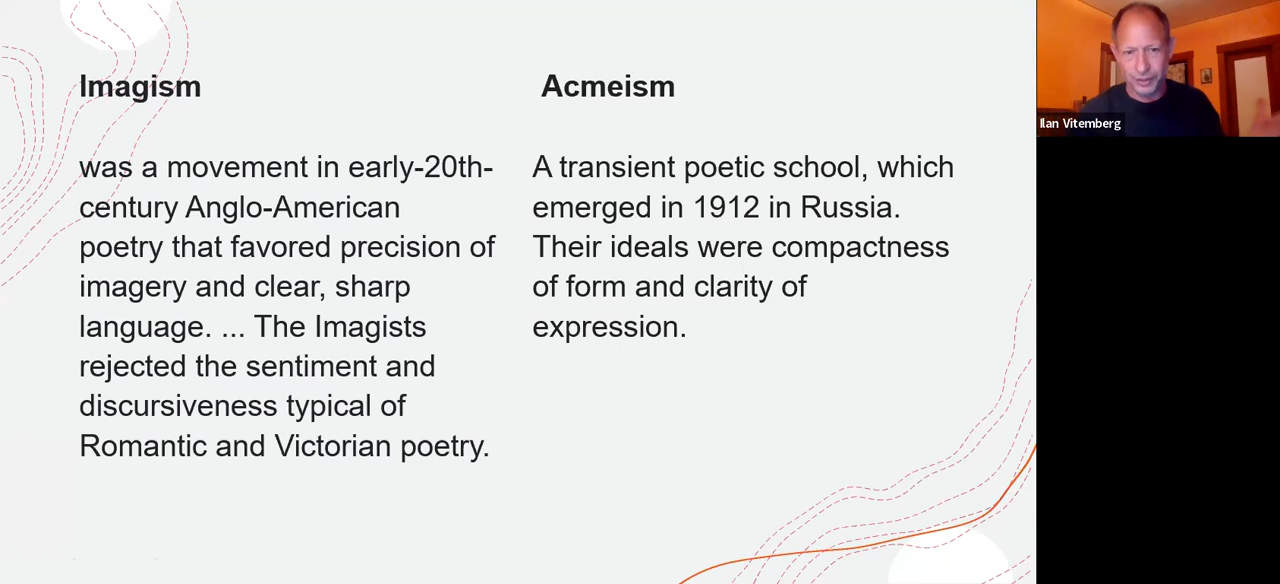 Imagism
was a movement in early-20th-
century Anglo-American
poetry that favored precision of
imagery and clear, sharp
language. ... The Imagists
rejected the sentiment and
discursiveness typical of
Romantic and Victorian poetry.
Acmeism
A transient poetic school, which
emerged in 1912 in Russia.
Their ideals were compactness
of form and clarity of
expression.
Ilan Vitemberg